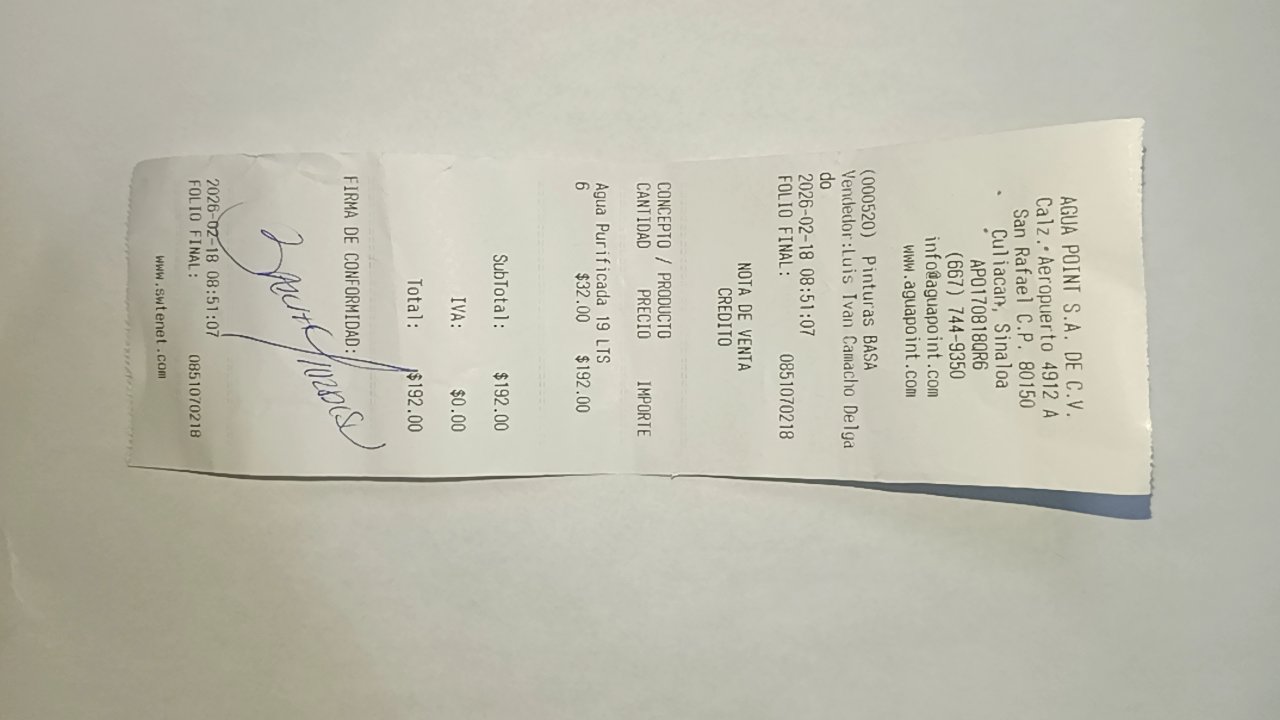 AGUA POINT S.A. DE C.V.
Calz. Aeropuerto 4912 A
San Rafael C.P. 80150
Culiacan, Sinaloa
APO170818QR6
(667) 744-9350
info@aguapoint.com
www.aguapoint.com
(000520) Pinturas BASA
Vendedor:Luis Ivan Camacho Delga
do
2026-02-18 08:51:07
FOLIO FINAL: 0851070218
NOTA DE VENTA
CREDITO
CONCEPTO / PRODUCTO
CANTIDAD PRECIO IMPORTE
Agua Purificada 19 LTS
6 $32.00 $192.00
SubTotal: $192.00
IVA: $0.00
Total: $192.00
FIRMA DE CONFORMIDAD:
2026-02-18 08:51:07
FOLIO FINAL: 0851070218
www.swtenet.com